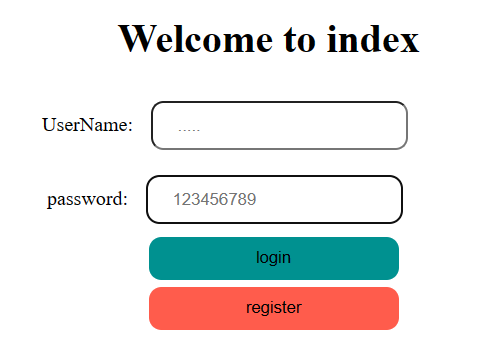 Welcome to index
UserName: .....
password: 123456789
login
register